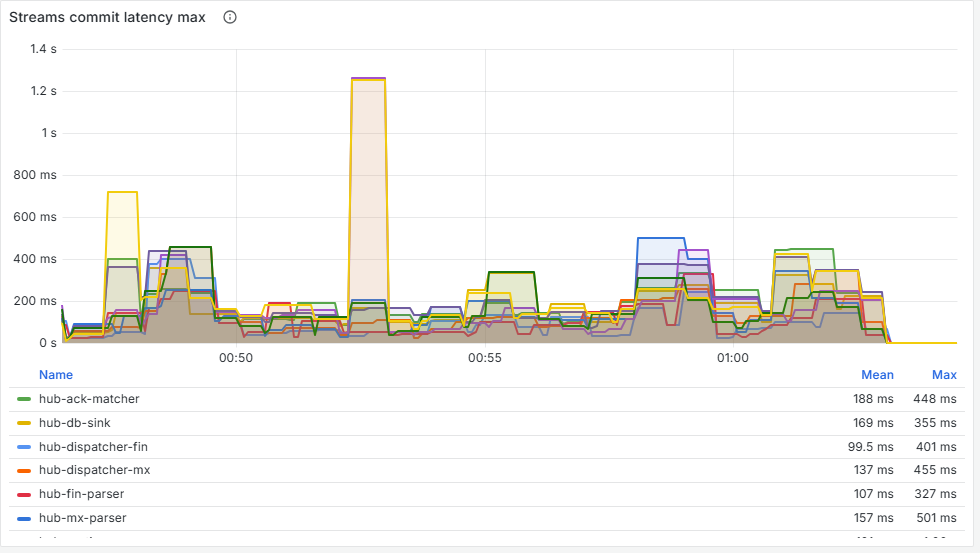 Streams commit latency max
1.4 s
1.2 s
1 s
800 ms
600 ms
400 ms
200 ms
0 s
00:50 00:55 01:00
Name Mean Max
hub-ack-matcher 188 ms 448 ms
hub-db-sink 169 ms 355 ms
hub-dispatcher-fin 99.5 ms 401 ms
hub-dispatcher-mx 137 ms 455 ms
hub-fin-parser 107 ms 327 ms
hub-mx-parser 157 ms 501 ms